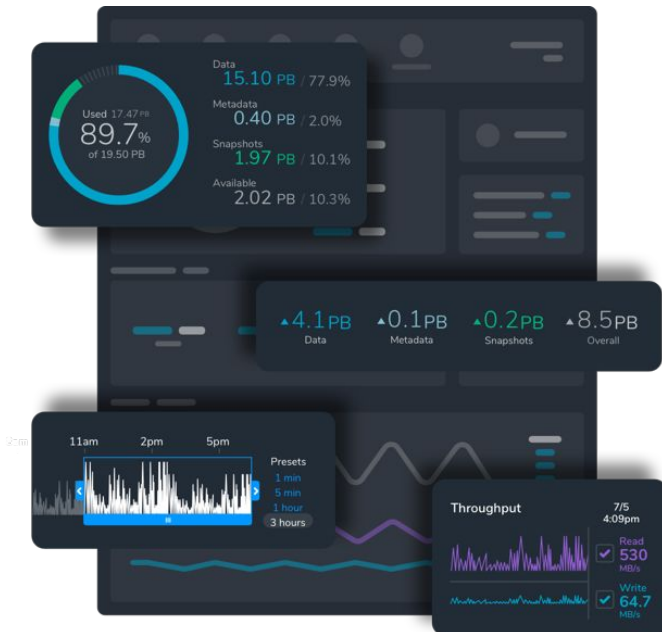 Data
15.10 PB / 77.9%
Metadata
0.40 PB / 2.0%
Snapshots
1.97 PB / 10.1%
Available
2.02 PB / 10.3%
Used 17.47 PB
89.7%
of 19.50 PB
▲4.1PB
Data
▲0.1PB
Metadata
▲0.2PB
Snapshots
▲8.5PB
Overall
11am 2pm 5pm
Presets
1 min
5 min
1 hour
3 hours
Throughput
7/5
4:09pm
Read
530
MB/s
Write
64.7
MB/s